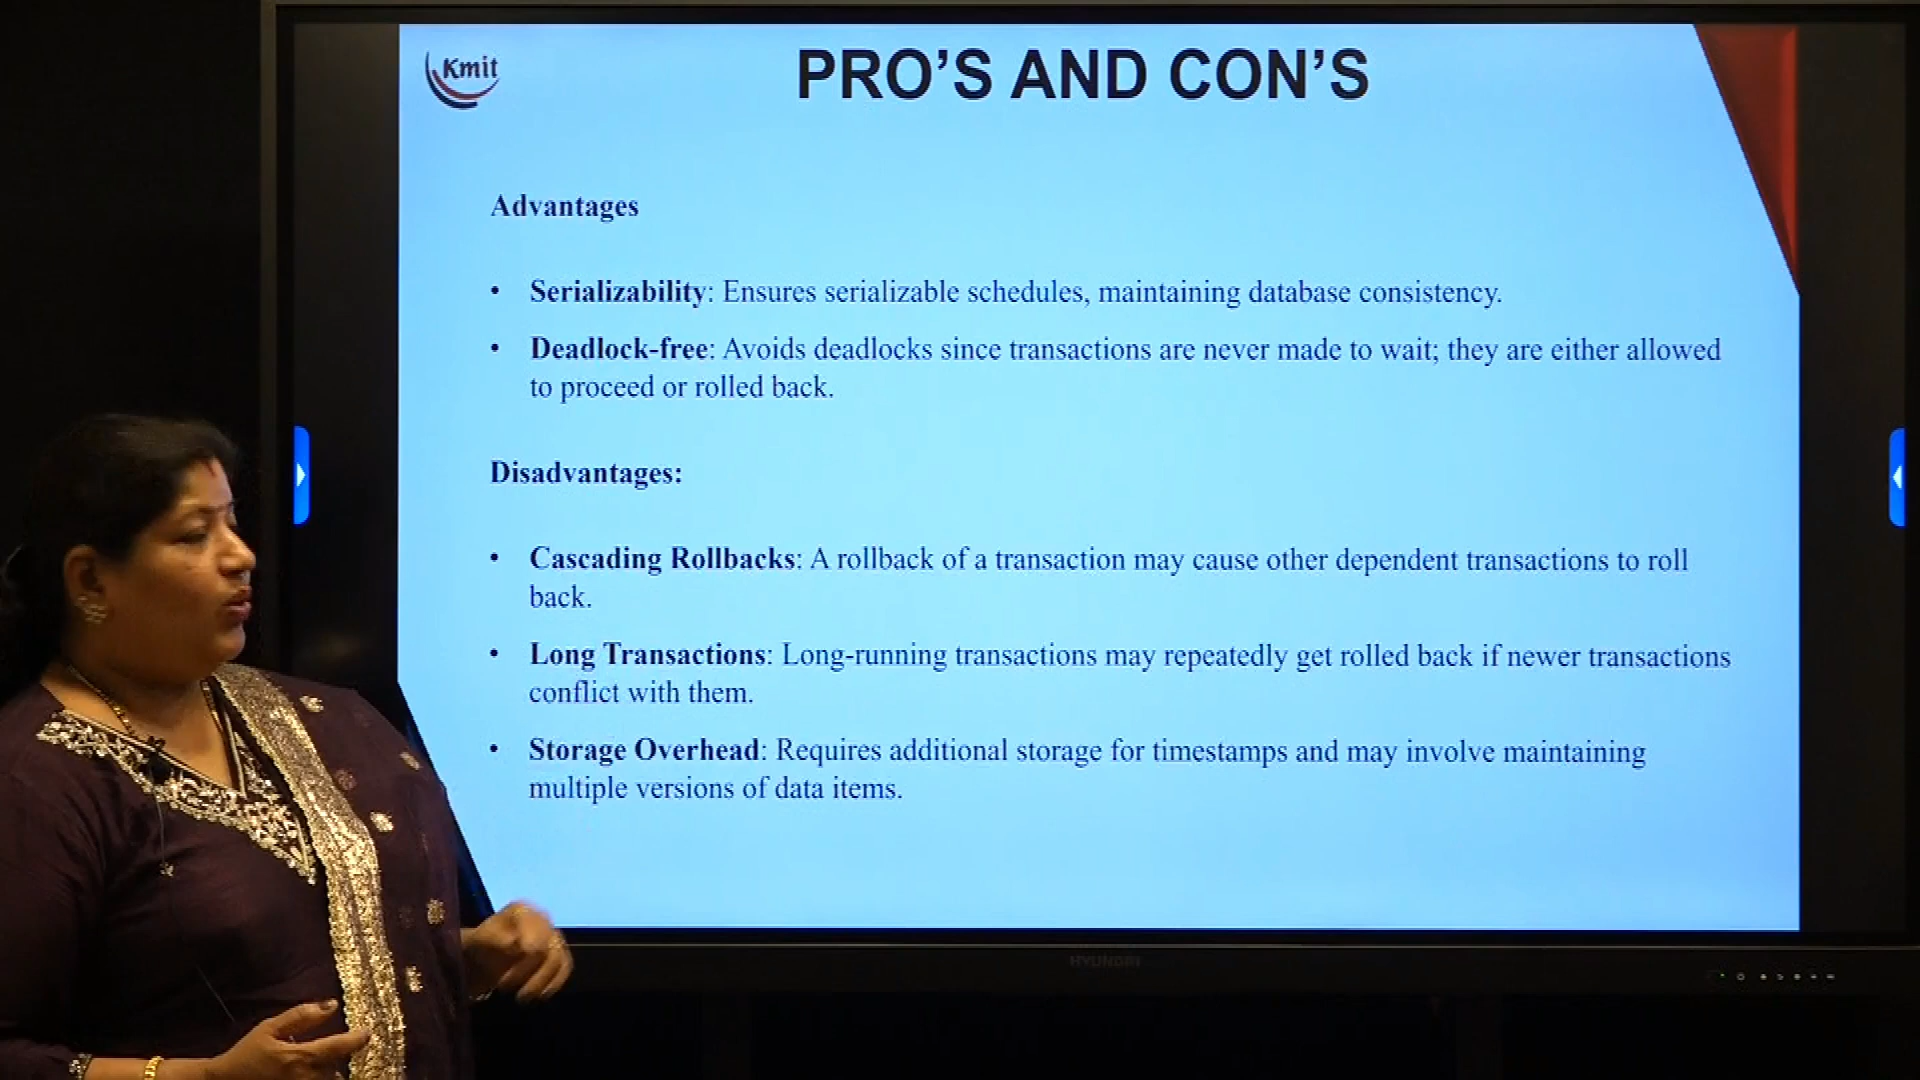 Kmit
PRO’S AND CON’S
Advantages
• Serializability: Ensures serializable schedules, maintaining database consistency.
• Deadlock-free: Avoids deadlocks since transactions are never made to wait; they are either allowed
to proceed or rolled back.
Disadvantages:
• Cascading Rollbacks: A rollback of a transaction may cause other dependent transactions to roll
back.
• Long Transactions: Long-running transactions may repeatedly get rolled back if newer transactions
conflict with them.
• Storage Overhead: Requires additional storage for timestamps and may involve maintaining
multiple versions of data items.
HYUNDAI